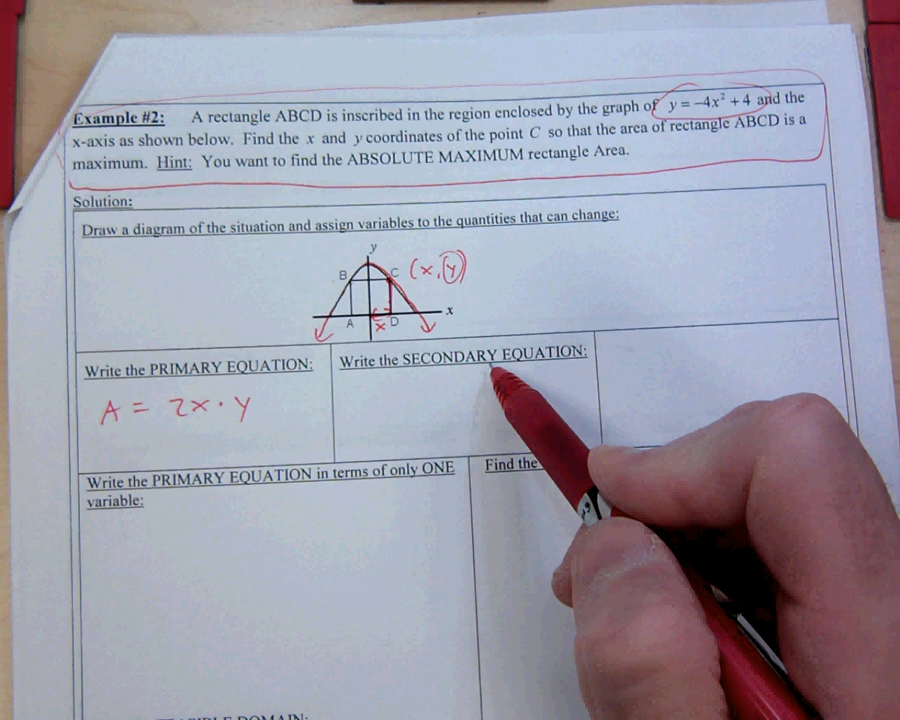 Example #2: A rectangle ABCD is inscribed in the region enclosed by the graph of y = −4x² + 4 and the
x-axis as shown below. Find the x and y coordinates of the point C so that the area of rectangle ABCD is a
maximum. Hint: You want to find the ABSOLUTE MAXIMUM rectangle Area.
Solution:
Draw a diagram of the situation and assign variables to the quantities that can change:
y
B C (x, y)
x
A x D
Write the PRIMARY EQUATION: Write the SECONDARY EQUATION:
A = 2x · y
Write the PRIMARY EQUATION in terms of only ONE Find the
variable:
DOMAIN: